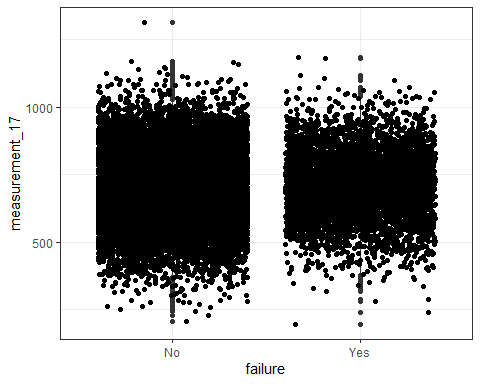 measurement_17
1000
500
No
Yes
failure